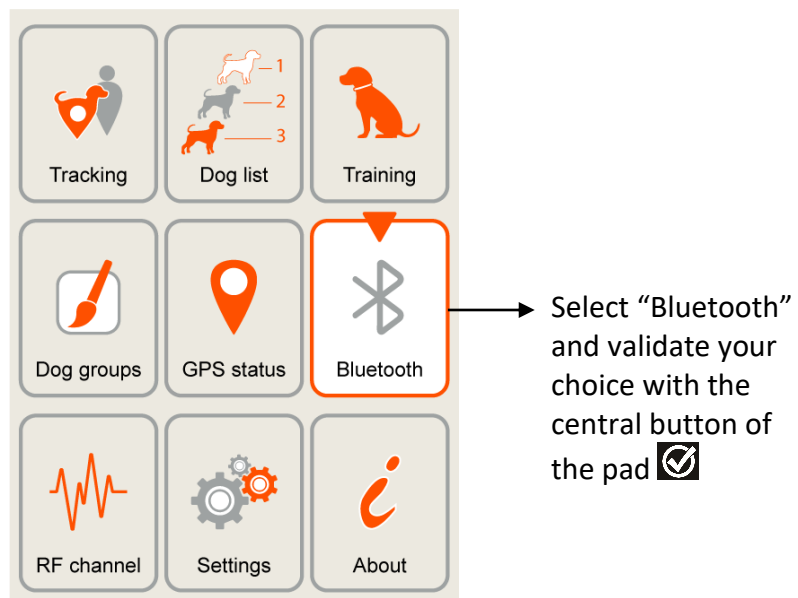 1
2
3
Tracking
Dog list
Training
Dog groups
GPS status
Bluetooth
Select “Bluetooth”
and validate your
choice with the
central button of
the pad
RF channel
Settings
About